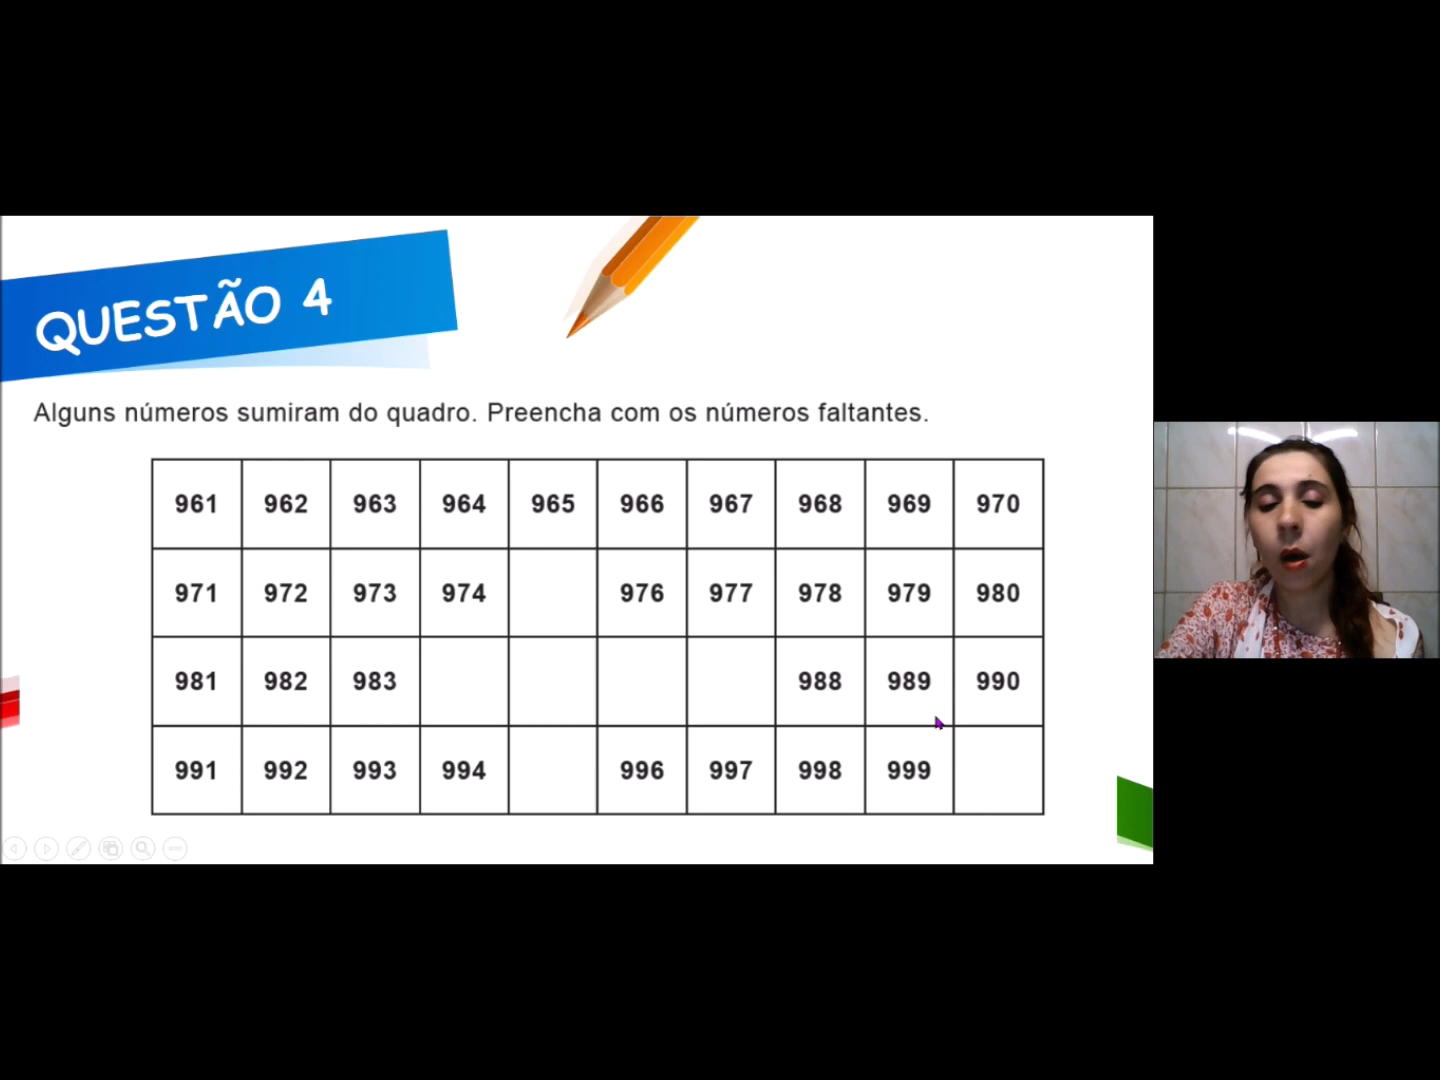 QUESTÃO 4
Alguns números sumiram do quadro. Preencha com os números faltantes.
961 962 963 964 965 966 967 968 969 970
971 972 973 974 976 977 978 979 980
981 982 983 988 989 990
991 992 993 994 996 997 998 999